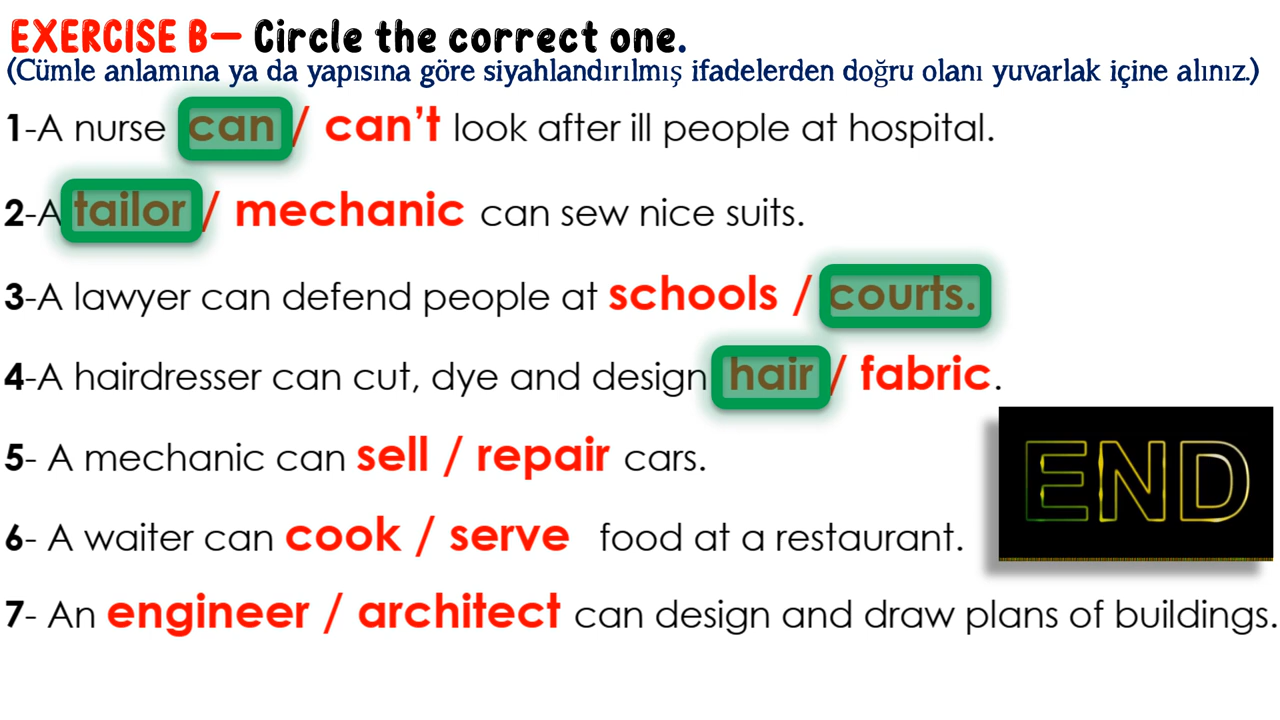 EXERCISE B— Circle the correct one.
(Cümle anlamına ya da yapısına göre siyahlandırılmış ifadelerden doğru olanı yuvarlak içine alınız.)
1-A nurse can / can’t look after ill people at hospital.
2-A tailor / mechanic can sew nice suits.
3-A lawyer can defend people at schools / courts.
4-A hairdresser can cut, dye and design hair / fabric.
5- A mechanic can sell / repair cars.
END
6- A waiter can cook / serve food at a restaurant.
7- An engineer / architect can design and draw plans of buildings.